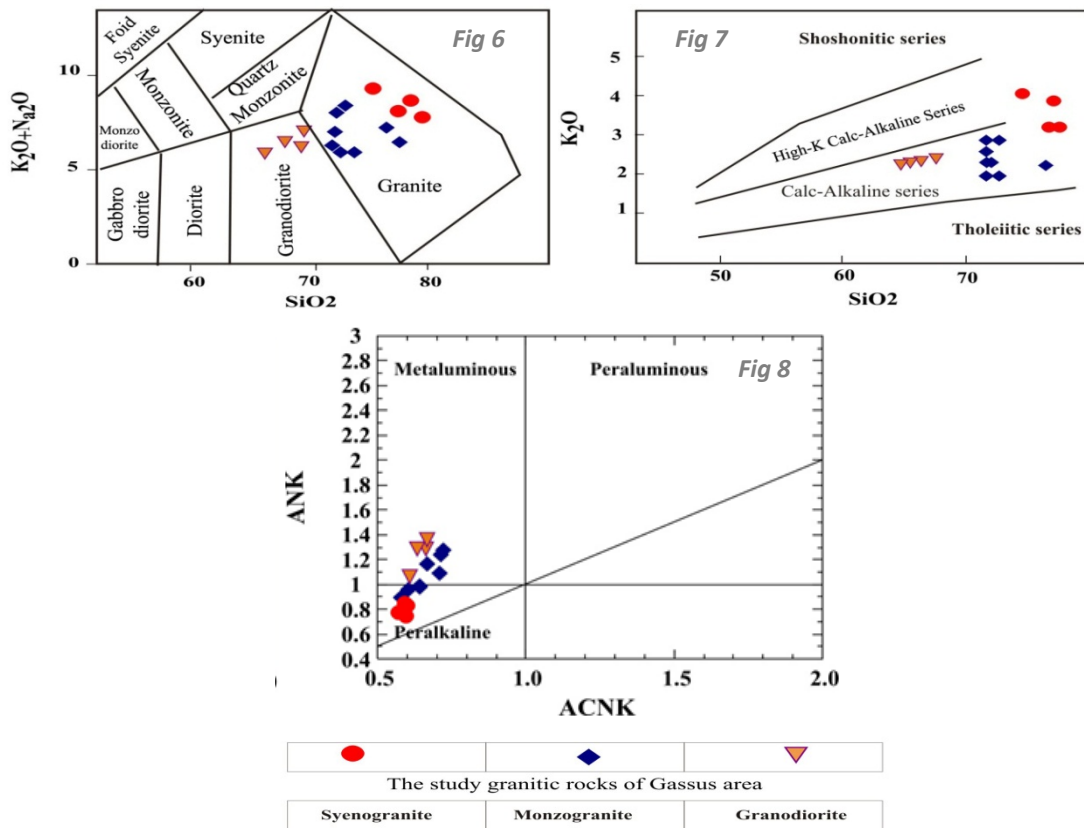 Fig 6
Foid
Syenite
Syenite
Monzonite
Quartz
Monzonite
Monzo
diorite
Gabbro
diorite
Diorite
Granodiorite
Granite
K2O+Na2O
10
5
0
60
70
80
SiO2
Fig 7
Shoshonitic series
High-K Calc-Alkaline Series
Calc-Alkaline series
Tholeiitic series
K2O
5
4
3
2
1
50
60
70
SiO2
Fig 8
Metaluminous
Peraluminous
Peralkaline
ANK
3
2.8
2.6
2.4
2.2
2
1.8
1.6
1.4
1.2
1
0.8
0.6
0.4
0.5
1.0
2.0
ACNK
The study granitic rocks of Gassus area
Syenogranite
Monzogranite
Granodiorite